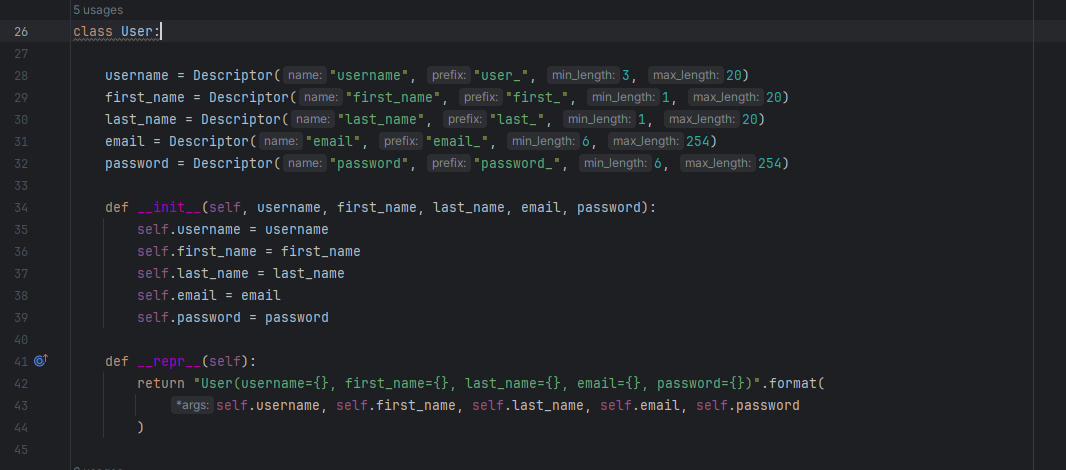 5 usages
26 class User:
27
28 username = Descriptor( name: "username", prefix: "user_", min_length: 3, max_length: 20)
29 first_name = Descriptor( name: "first_name", prefix: "first_", min_length: 1, max_length: 20)
30 last_name = Descriptor( name: "last_name", prefix: "last_", min_length: 1, max_length: 20)
31 email = Descriptor( name: "email", prefix: "email_", min_length: 6, max_length: 254)
32 password = Descriptor( name: "password", prefix: "password_", min_length: 6, max_length: 254)
33
34 def __init__(self, username, first_name, last_name, email, password):
35 self.username = username
36 self.first_name = first_name
37 self.last_name = last_name
38 self.email = email
39 self.password = password
40
41 def __repr__(self):
42 return "User(username={}, first_name={}, last_name={}, email={}, password={})".format(
43 *args: self.username, self.first_name, self.last_name, self.email, self.password
44 )
45